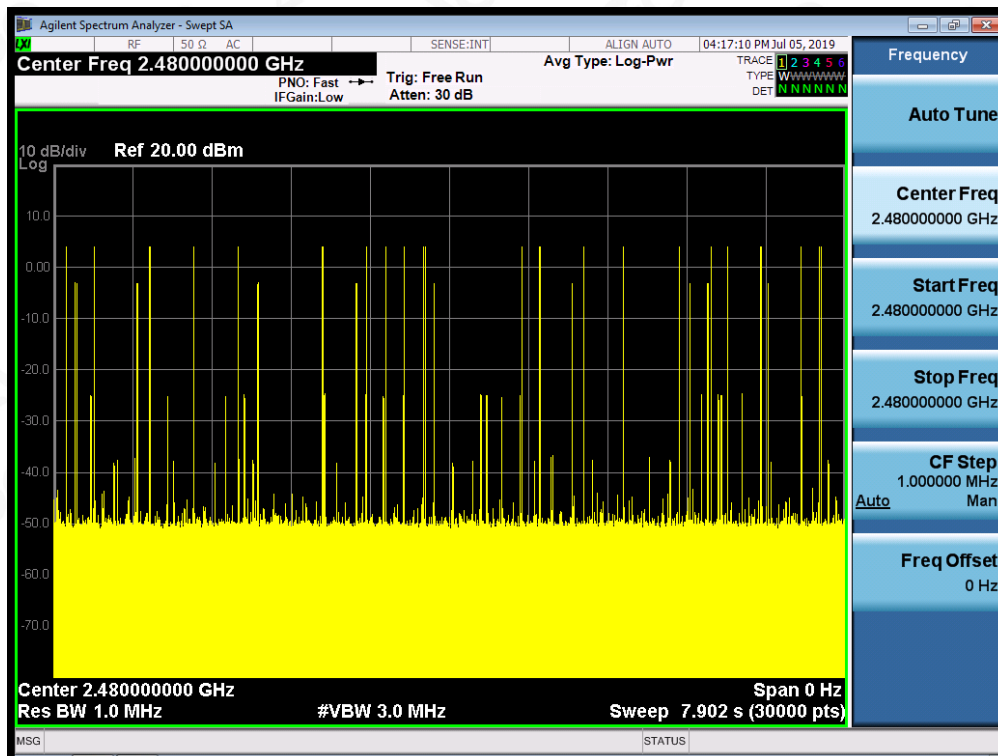 Agilent Spectrum Analyzer - Swept SA
LXI RF 50 Ω AC SENSE:INT ALIGN AUTO 04:17:10 PM Jul 05, 2019
Center Freq 2.480000000 GHz
PNO: Fast
IFGain:Low
Trig: Free Run
Atten: 30 dB
Avg Type: Log-Pwr
TRACE 1 2 3 4 5 6
TYPE W
DET N N N N N N
10 dB/div
Log
Ref 20.00 dBm
10.0
0.00
-10.0
-20.0
-30.0
-40.0
-50.0
-60.0
-70.0
Center 2.480000000 GHz Span 0 Hz
Res BW 1.0 MHz #VBW 3.0 MHz Sweep 7.902 s (30000 pts)
MSG STATUS
Frequency
Auto Tune
Center Freq
2.480000000 GHz
Start Freq
2.480000000 GHz
Stop Freq
2.480000000 GHz
CF Step
1.000000 MHz
Auto Man
Freq Offset
0 Hz